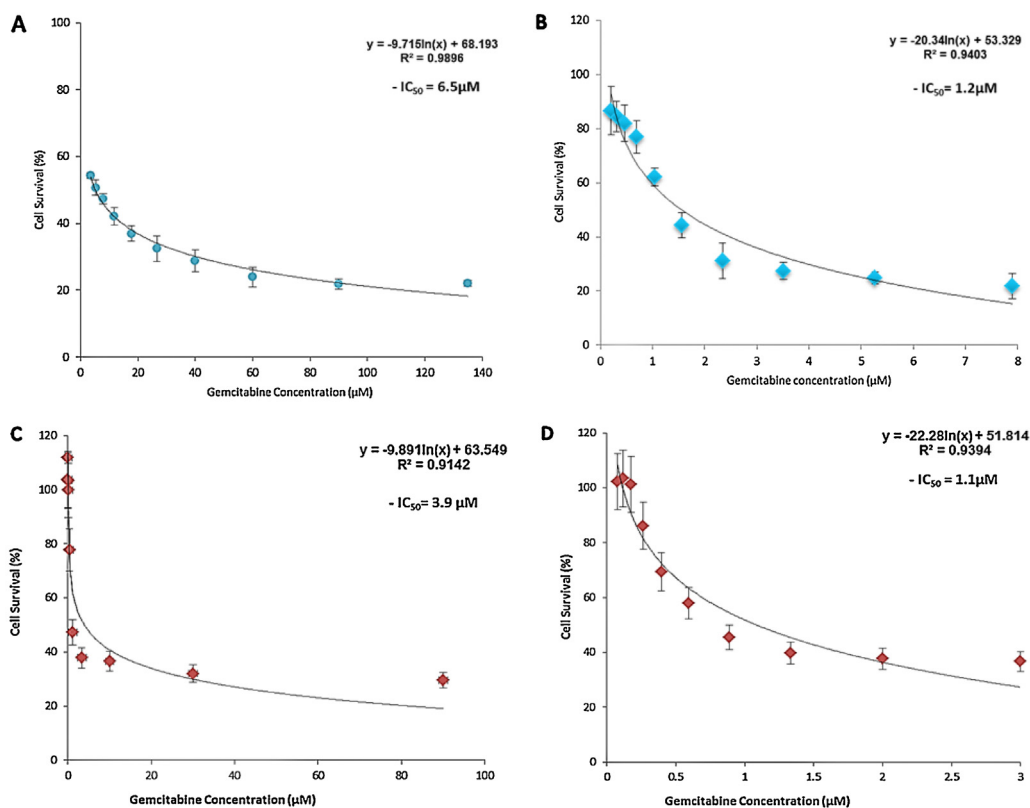 A
y = -9.715ln(x) + 68.193
R² = 0.9896
- IC₅₀ = 6.5µM
100
80
60
40
20
0
Cell Survival (%)
0 20 40 60 80 100 120 140
Gemcitabine Concentration (µM)
B
y = -20.34ln(x) + 53.329
R² = 0.9403
- IC₅₀= 1.2µM
120
100
80
60
40
20
0
Cell Survival (%)
0 1 2 3 4 5 6 7 8
Gemcitabine concentration (µM)
C
y = -9.891ln(x) + 63.549
R² = 0.9142
- IC₅₀= 3.9 µM
120
100
80
60
40
20
0
Cell Survival (%)
0 20 40 60 80 100
Gemcitabine Concentration (µM)
D
y = -22.28ln(x) + 51.814
R² = 0.9394
- IC₅₀ = 1.1µM
120
100
80
60
40
20
0
Cell Survival (%)
0 0.5 1 1.5 2 2.5 3
Gemcitabine Concentration (µM)